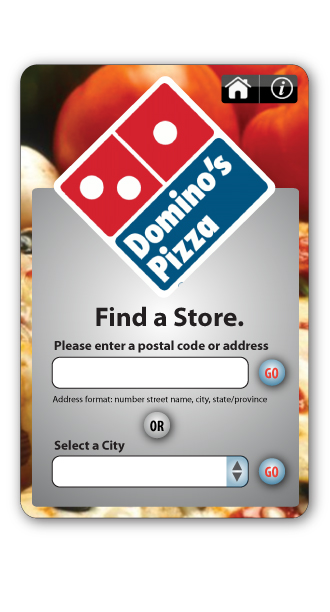 Domino's
Pizza
Find a Store.
Please enter a postal code or address
GO
Address format: number street name, city, state/province
OR
Select a City
GO